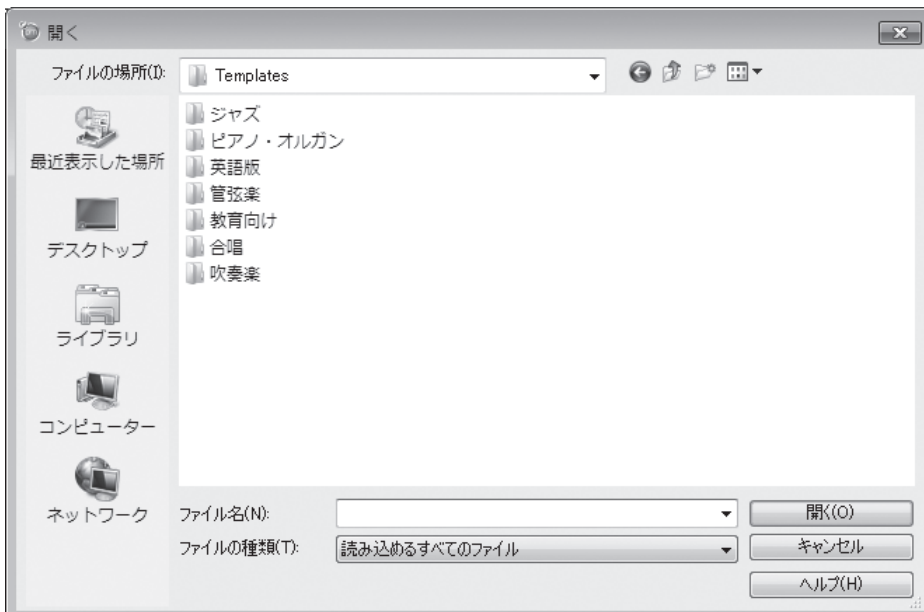 開く
ファイルの場所(I):
Templates
最近表示した場所
デスクトップ
ライブラリ
コンピューター
ネットワーク
ジャズ
ピアノ・オルガン
英語版
管弦楽
教育向け
合唱
吹奏楽
ファイル名(N):
開く(O)
ファイルの種類(T):
読み込めるすべてのファイル
キャンセル
ヘルプ(H)